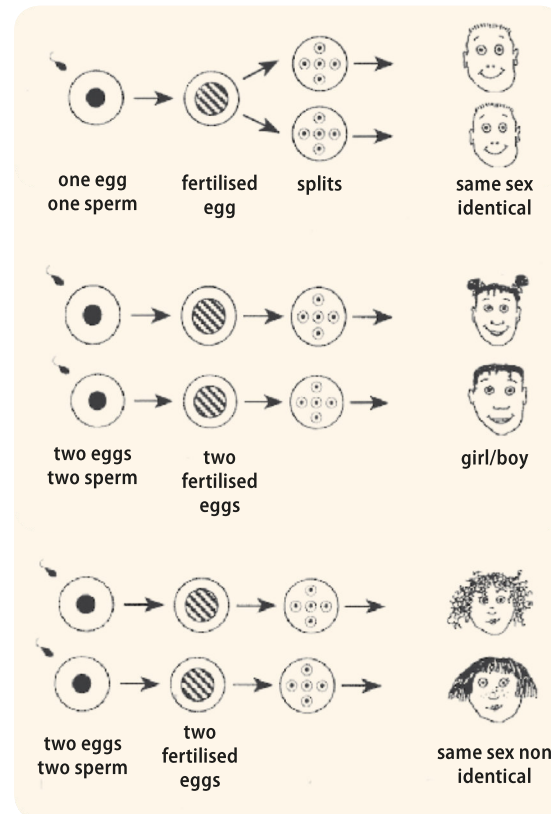 one egg
one sperm
fertilised
egg
splits
same sex
identical
two eggs
two sperm
two
fertilised
eggs
girl/boy
two eggs
two sperm
two
fertilised
eggs
same sex non
identical